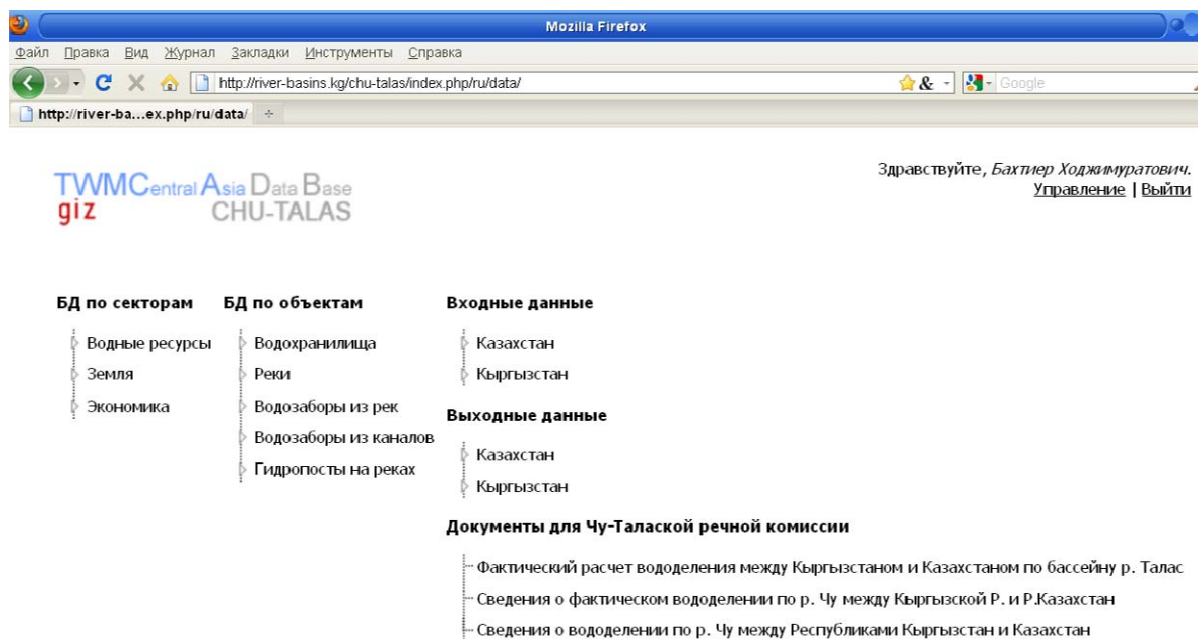 Mozilla Firefox
Файл Правка Вид Журнал Закладки Инструменты Справка
http://river-basins.kg/chu-talas/index.php/ru/data/
Google
http://river-ba...ex.php/ru/data/
Здравствуйте, Бахтиер Ходжимуратович.
Управление | Выйти
TWMCentral Asia Data Base
giz CHU-TALAS
БД по секторам
Водные ресурсы
Земля
Экономика
БД по объектам
Водохранилища
Реки
Водозаборы из рек
Водозаборы из каналов
Гидропосты на реках
Входные данные
Казахстан
Кыргызстан
Выходные данные
Казахстан
Кыргызстан
Документы для Чу-Талаской речной комиссии
Фактический расчет вододеления между Кыргызстаном и Казахстаном по бассейну р. Талас
Сведения о фактическом вододелении по р. Чу между Кыргызской Р. и Р.Казахстан
Сведения о вододелении по р. Чу между Республиками Кыргызстан и Казахстан